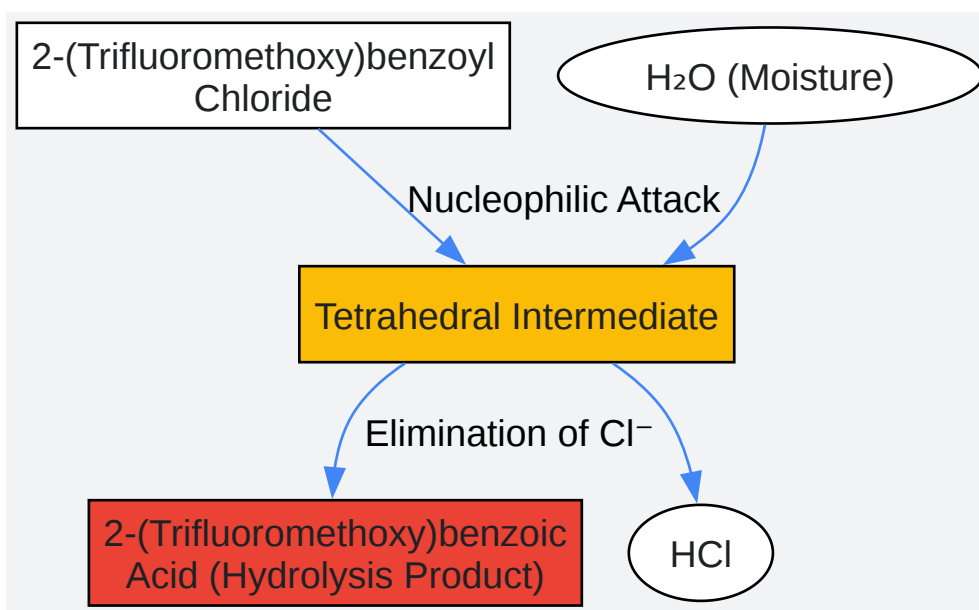 2-(Trifluoromethoxy)benzoyl
Chloride
H₂O (Moisture)
Nucleophilic Attack
Tetrahedral Intermediate
Elimination of Cl⁻
2-(Trifluoromethoxy)benzoic
Acid (Hydrolysis Product)
HCl